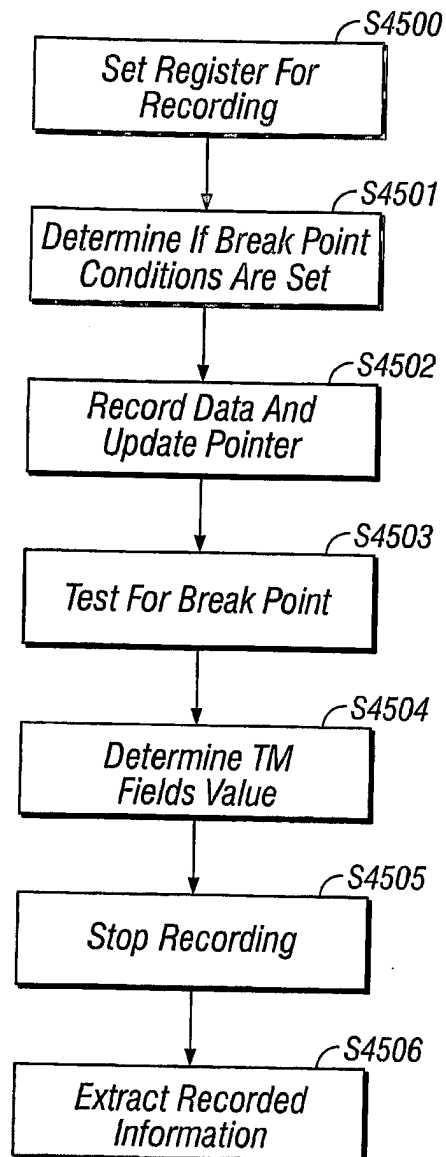 S4500
Set Register For
Recording
S4501
Determine If Break Point
Conditions Are Set
S4502
Record Data And
Update Pointer
S4503
Test For Break Point
S4504
Determine TM
Fields Value
S4505
Stop Recording
S4506
Extract Recorded
Information